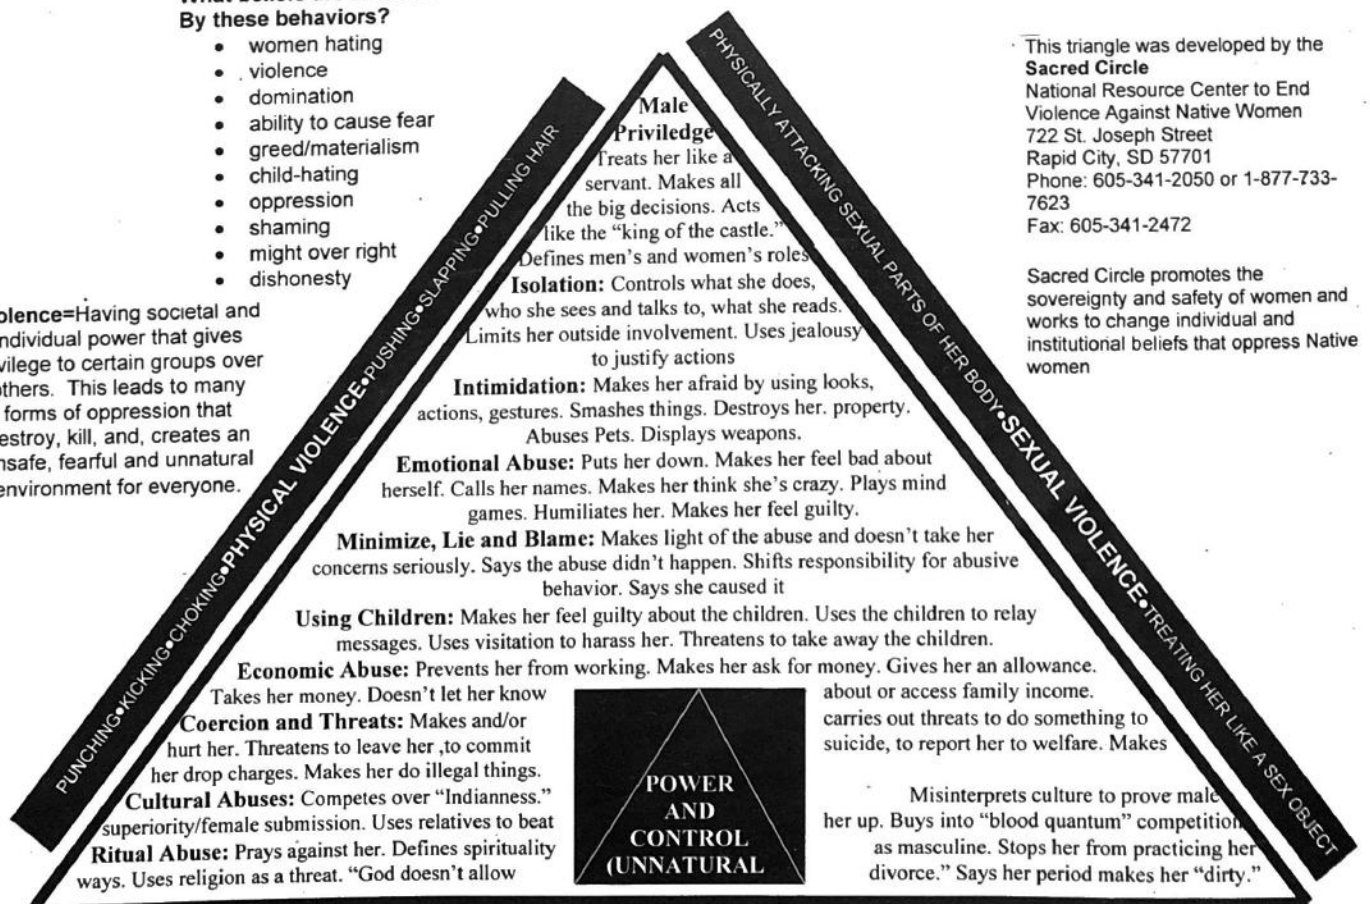 By these behaviors?
• women hating
• violence
• domination
• ability to cause fear
• greed/materialism
• child-hating
• oppression
• shaming
• might over right
• dishonesty
olence=Having societal and
ndividual power that gives
vilege to certain groups over
others. This leads to many
forms of oppression that
estroy, kill, and, creates an
nsafe, fearful and unnatural
environment for everyone.
PUNCHING•KICKING•CHOKING•PHYSICAL VIOLENCE•PUSHING•SLAPPING•PULLING HAIR
Male
Priviledge
Treats her like a
servant. Makes all
the big decisions. Acts
like the “king of the castle.”
Defines men’s and women’s roles
Isolation: Controls what she does,
who she sees and talks to, what she reads.
Limits her outside involvement. Uses jealousy
to justify actions
Intimidation: Makes her afraid by using looks,
actions, gestures. Smashes things. Destroys her. property.
Abuses Pets. Displays weapons.
Emotional Abuse: Puts her down. Makes her feel bad about
herself. Calls her names. Makes her think she’s crazy. Plays mind
games. Humiliates her. Makes her feel guilty.
Minimize, Lie and Blame: Makes light of the abuse and doesn’t take her
concerns seriously. Says the abuse didn’t happen. Shifts responsibility for abusive
behavior. Says she caused it
Using Children: Makes her feel guilty about the children. Uses the children to relay
messages. Uses visitation to harass her. Threatens to take away the children.
Economic Abuse: Prevents her from working. Makes her ask for money. Gives her an allowance.
Takes her money. Doesn’t let her know about or access family income.
Coercion and Threats: Makes and/or carries out threats to do something to
hurt her. Threatens to leave her ,to commit suicide, to report her to welfare. Makes
her drop charges. Makes her do illegal things.
Cultural Abuses: Competes over “Indianness.” Misinterprets culture to prove male
superiority/female submission. Uses relatives to beat her up. Buys into “blood quantum” competition
Ritual Abuse: Prays against her. Defines spirituality as masculine. Stops her from practicing her
ways. Uses religion as a threat. “God doesn’t allow divorce.” Says her period makes her “dirty.”
POWER
AND
CONTROL
(UNNATURAL
PHYSICALLY ATTACKING SEXUAL PARTS OF HER BODY•SEXUAL VIOLENCE•TREATING HER LIKE A SEX OBJECT
This triangle was developed by the
Sacred Circle
National Resource Center to End
Violence Against Native Women
722 St. Joseph Street
Rapid City, SD 57701
Phone: 605-341-2050 or 1-877-733-
7623
Fax: 605-341-2472
Sacred Circle promotes the
sovereignty and safety of women and
works to change individual and
institutional beliefs that oppress Native
women